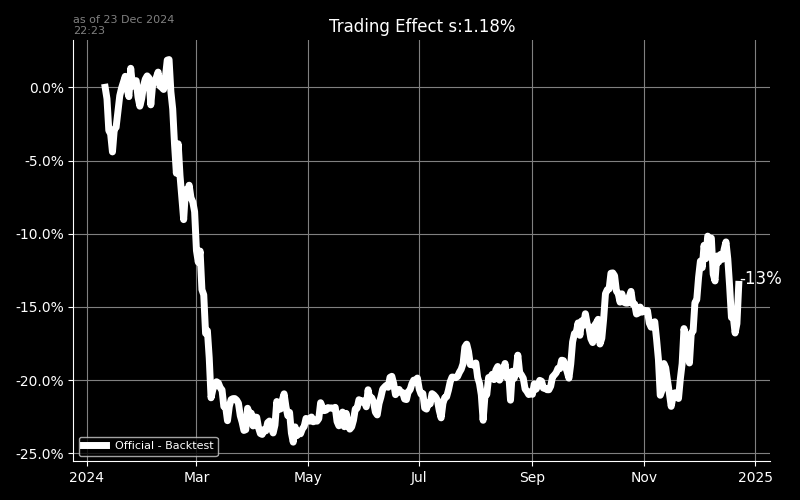 as of 23 Dec 2024
22:23
Trading Effect s:1.18%
0.0%
-5.0%
-10.0%
-15.0%
-20.0%
-25.0%
-13%
Official - Backtest
2024
Mar
May
Jul
Sep
Nov
2025